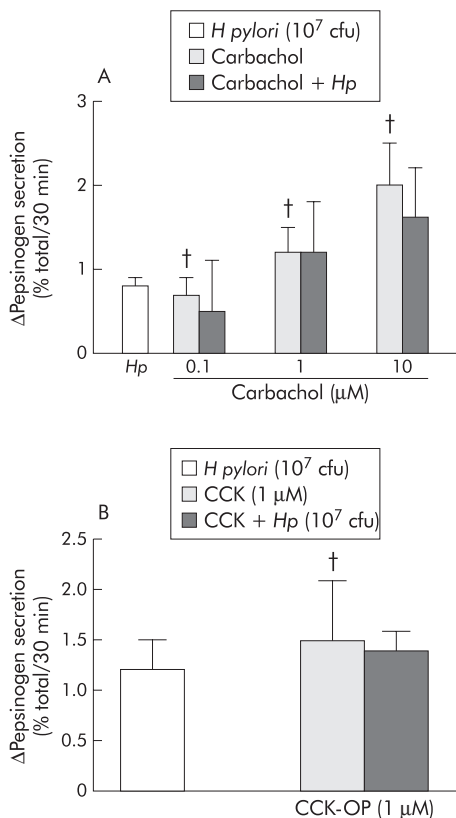 H pylori (10⁷ cfu)
Carbachol
Carbachol + Hp
A
ΔPepsinogen secretion
(% total/30 min)
3
2
1
0
†
†
†
Hp
0.1
1
10
Carbachol (μM)
H pylori (10⁷ cfu)
CCK (1 μM)
CCK + Hp (10⁷ cfu)
B
ΔPepsinogen secretion
(% total/30 min)
2.5
2.0
1.5
1.0
0.5
0
†
CCK-OP (1 μM)